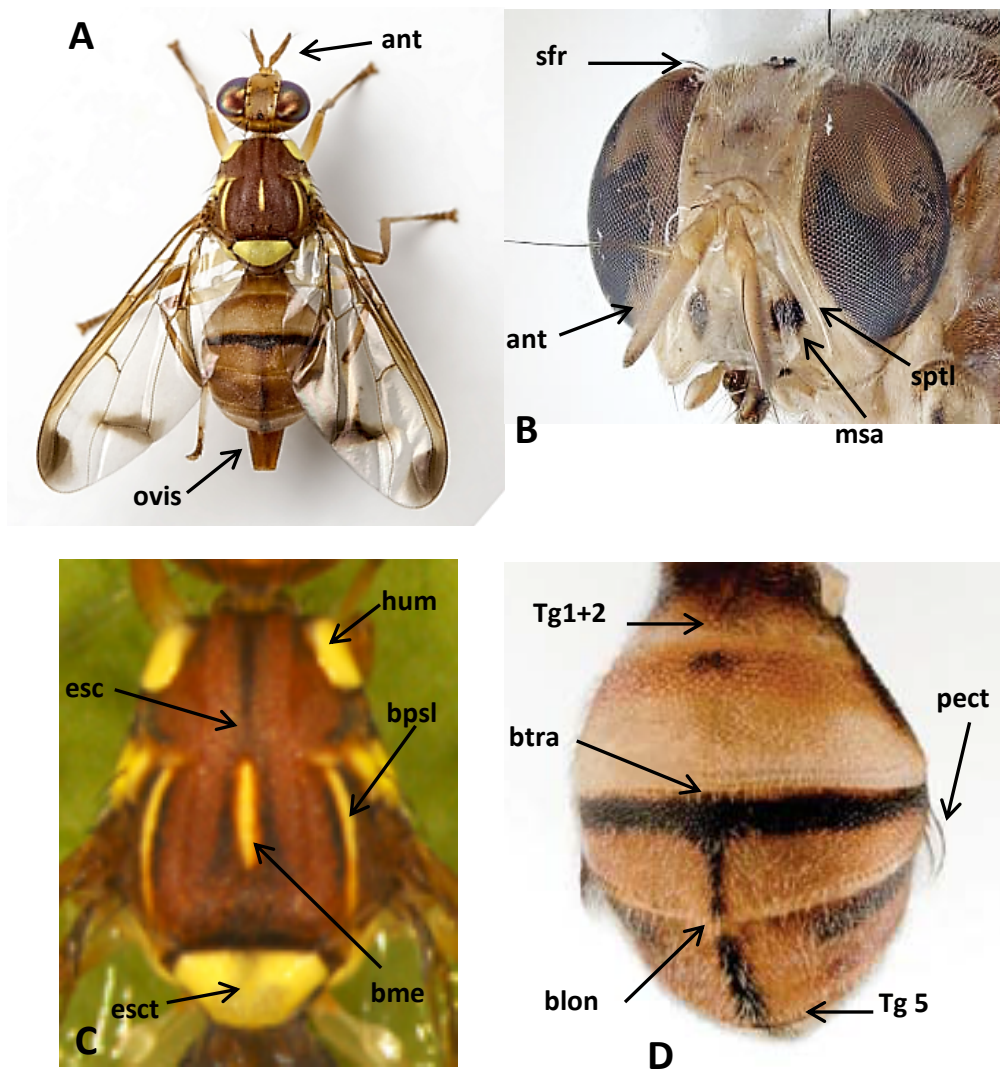 A
ant
ovis
sfr
ant
sptl
msa
B
hum
esc
bpsl
bme
esct
C
Tg1+2
pect
btra
blon
Tg 5
D